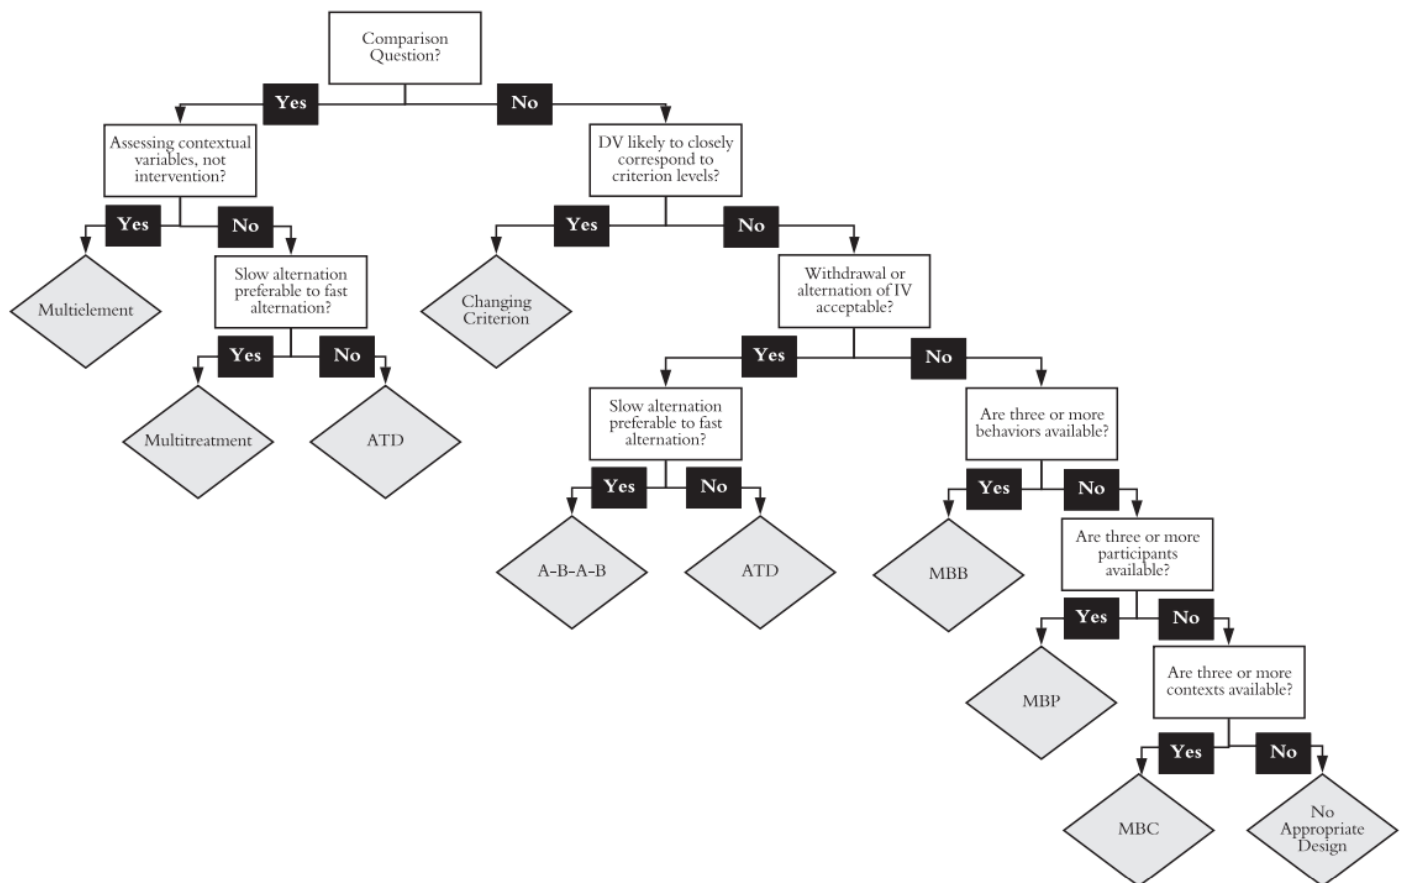 Comparison
Question?
Yes
No
Assessing contextual
variables, not
intervention?
DV likely to closely
correspond to
criterion levels?
Yes
No
Yes
No
Multielement
Slow alternation
preferable to fast
alternation?
Changing
Criterion
Withdrawal or
alternation of IV
acceptable?
Yes
No
Yes
No
Multitreatment
ATD
Slow alternation
preferable to fast
alternation?
Are three or more
behaviors available?
Yes
No
Yes
No
A-B-A-B
ATD
MBB
Are three or more
participants
available?
Yes
No
MBP
Are three or more
contexts available?
Yes
No
MBC
No
Appropriate
Design